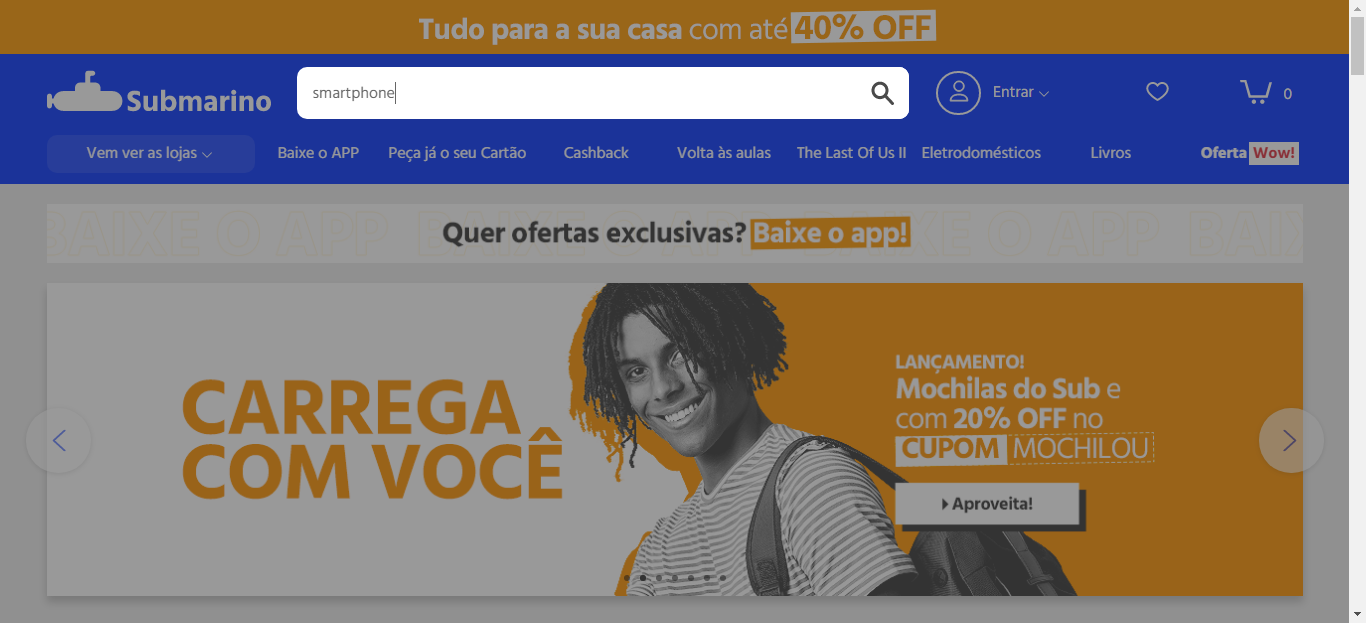 Tudo para a sua casa com até 40% OFF
Submarino
smartphone
Entrar
0
Vem ver as lojas
Baixe o APP
Peça já o seu Cartão
Cashback
Volta às aulas
The Last Of Us II
Eletrodomésticos
Livros
Oferta Wow!
BAIXE O APP BAIXE O APP BAIXE O APP BAIX
Quer ofertas exclusivas? Baixe o app!
CARREGA
COM VOCÊ
LANÇAMENTO!
Mochilas do Sub e
com 20% OFF no
CUPOM MOCHILOU
Aproveita!